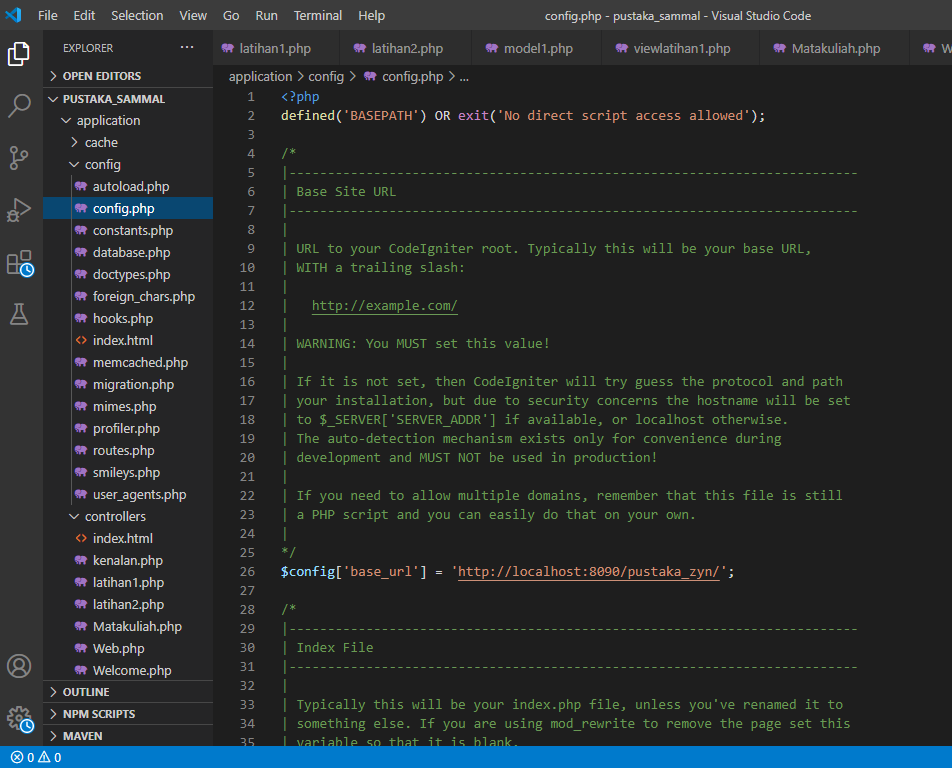 File Edit Selection View Go Run Terminal Help config.php - pustaka_sammal - Visual Studio Code
EXPLORER ...
OPEN EDITORS
PUSTAKA_SAMMAL
application
cache
config
autoload.php
config.php
constants.php
database.php
doctypes.php
foreign_chars.php
hooks.php
index.html
memcached.php
migration.php
mimes.php
profiler.php
routes.php
smileys.php
user_agents.php
controllers
index.html
kenalan.php
latihan1.php
latihan2.php
Matakuliah.php
Web.php
Welcome.php
OUTLINE
NPM SCRIPTS
MAVEN
latihan1.php latihan2.php model1.php viewlatihan1.php Matakuliah.php W
application > config > config.php > ...
1 <?php
2 defined('BASEPATH') OR exit('No direct script access allowed');
3
4 /*
5 |--------------------------------------------------------------------------
6 | Base Site URL
7 |--------------------------------------------------------------------------
8 |
9 | URL to your CodeIgniter root. Typically this will be your base URL,
10 | WITH a trailing slash:
11 |
12 | http://example.com/
13 |
14 | WARNING: You MUST set this value!
15 |
16 | If it is not set, then CodeIgniter will try guess the protocol and path
17 | your installation, but due to security concerns the hostname will be set
18 | to $_SERVER['SERVER_ADDR'] if available, or localhost otherwise.
19 | The auto-detection mechanism exists only for convenience during
20 | development and MUST NOT be used in production!
21 |
22 | If you need to allow multiple domains, remember that this file is still
23 | a PHP script and you can easily do that on your own.
24 |
25 */
26 $config['base_url'] = 'http://localhost:8090/pustaka_zyn/';
27
28 /*
29 |--------------------------------------------------------------------------
30 | Index File
31 |--------------------------------------------------------------------------
32 |
33 | Typically this will be your index.php file, unless you've renamed it to
34 | something else. If you are using mod_rewrite to remove the page set this
35 | variable so that it is blank.
0 0